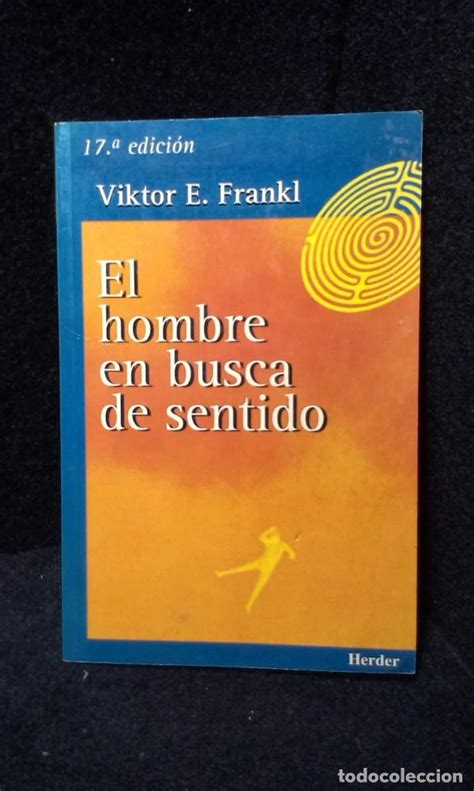 17.ª edición
Viktor E. Frankl
El
hombre
en busca
de sentido
Herder
todocoleccion